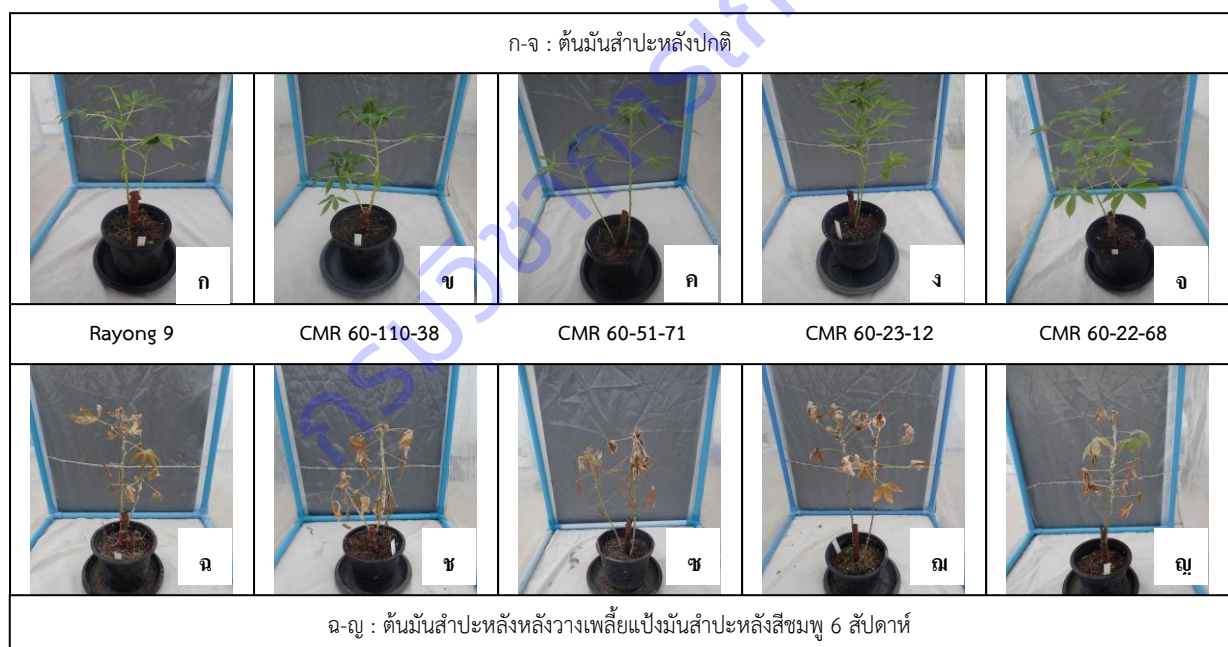 ก-จ : ต้นมันสำปะหลังปกติ
ก ข ค ง จ
Rayong 9 CMR 60-110-38 CMR 60-51-71 CMR 60-23-12 CMR 60-22-68
ฉ ช ซ ฌ ญ
ฉ-ญ : ต้นมันสำปะหลังหลังวางเพลี้ยแป้งมันสำปะหลังสีชมพู 6 สัปดาห์